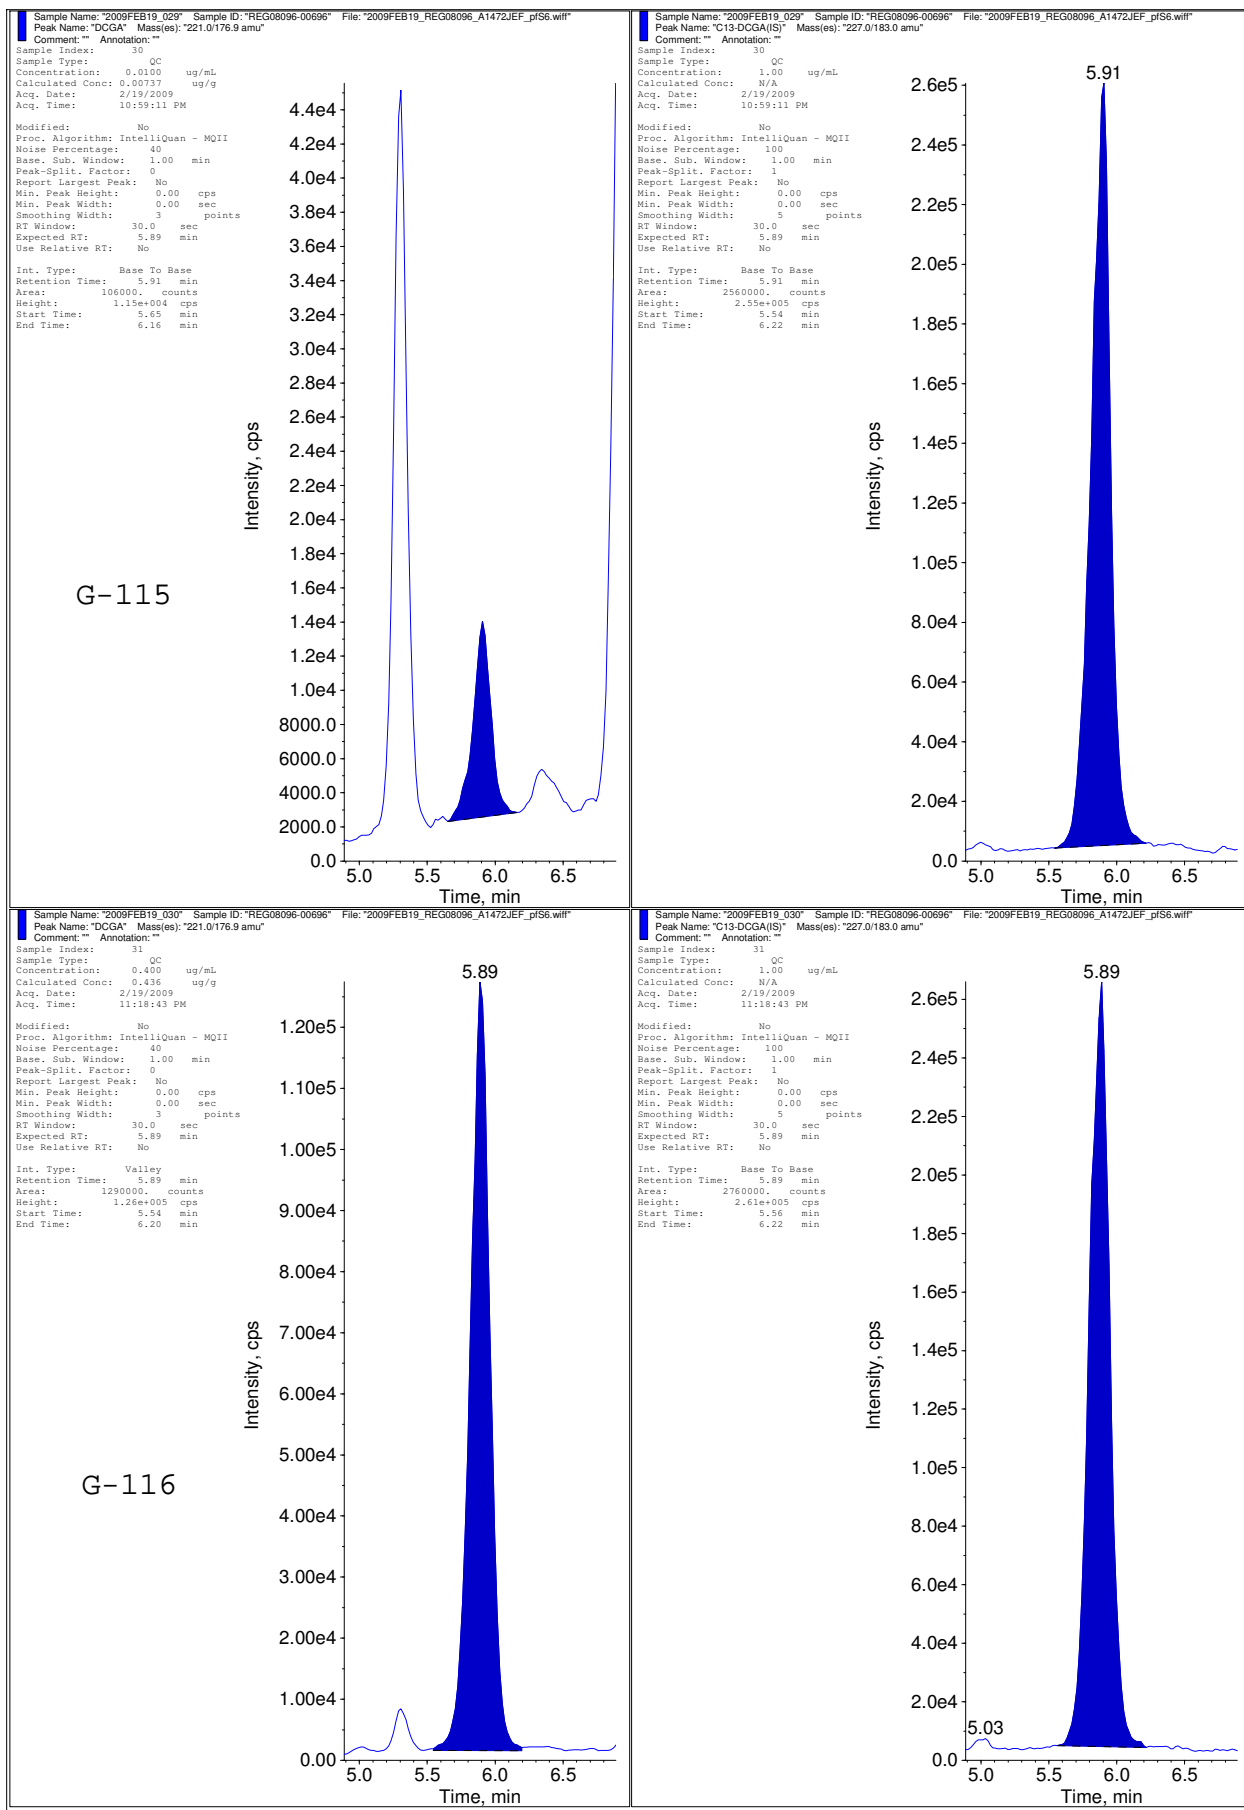 Sample Name: "2009FEB19_029" Sample ID: "REG08096-00696" File: "2009FEB19_REG08096_A1472JEF_pfS6.wiff"
Peak Name: "DCGA" Mass(es): "221.0/176.9 amu"
Comment: "" Annotation: ""
Sample Index: 30
Sample Type: QC
Concentration: 0.0100 ug/mL
Calculated Conc: 0.00737 ug/g
Acq. Date: 2/19/2009
Acq. Time: 10:59:11 PM
Modified: No
Proc. Algorithm: IntelliQuan - MQII
Noise Percentage: 40
Base. Sub. Window: 1.00 min
Peak-Split. Factor: 0
Report Largest Peak: No
Min. Peak Height: 0.00 cps
Min. Peak Width: 0.00 sec
Smoothing Width: 3 points
RT Window: 30.0 sec
Expected RT: 5.89 min
Use Relative RT: No
Int. Type: Base To Base
Retention Time: 5.91 min
Area: 106000. counts
Height: 1.15e+004 cps
Start Time: 5.65 min
End Time: 6.16 min
G-115
Intensity, cps
4.4e4
4.2e4
4.0e4
3.8e4
3.6e4
3.4e4
3.2e4
3.0e4
2.8e4
2.6e4
2.4e4
2.2e4
2.0e4
1.8e4
1.6e4
1.4e4
1.2e4
1.0e4
8000.0
6000.0
4000.0
2000.0
0.0
5.0 5.5 6.0 6.5
Time, min
Sample Name: "2009FEB19_029" Sample ID: "REG08096-00696" File: "2009FEB19_REG08096_A1472JEF_pfS6.wiff"
Peak Name: "C13-DCGA(IS)" Mass(es): "227.0/183.0 amu"
Comment: "" Annotation: ""
Sample Index: 30
Sample Type: QC
Concentration: 1.00 ug/mL
Calculated Conc: N/A
Acq. Date: 2/19/2009
Acq. Time: 10:59:11 PM
Modified: No
Proc. Algorithm: IntelliQuan - MQII
Noise Percentage: 100
Base. Sub. Window: 1.00 min
Peak-Split. Factor: 1
Report Largest Peak: No
Min. Peak Height: 0.00 cps
Min. Peak Width: 0.00 sec
Smoothing Width: 5 points
RT Window: 30.0 sec
Expected RT: 5.89 min
Use Relative RT: No
Int. Type: Base To Base
Retention Time: 5.91 min
Area: 2560000. counts
Height: 2.55e+005 cps
Start Time: 5.54 min
End Time: 6.22 min
5.91
Intensity, cps
2.6e5
2.4e5
2.2e5
2.0e5
1.8e5
1.6e5
1.4e5
1.2e5
1.0e5
8.0e4
6.0e4
4.0e4
2.0e4
0.0
5.0 5.5 6.0 6.5
Time, min
Sample Name: "2009FEB19_030" Sample ID: "REG08096-00696" File: "2009FEB19_REG08096_A1472JEF_pfS6.wiff"
Peak Name: "DCGA" Mass(es): "221.0/176.9 amu"
Comment: "" Annotation: ""
Sample Index: 31
Sample Type: QC
Concentration: 0.400 ug/mL
Calculated Conc: 0.436 ug/g
Acq. Date: 2/19/2009
Acq. Time: 11:18:43 PM
Modified: No
Proc. Algorithm: IntelliQuan - MQII
Noise Percentage: 40
Base. Sub. Window: 1.00 min
Peak-Split. Factor: 0
Report Largest Peak: No
Min. Peak Height: 0.00 cps
Min. Peak Width: 0.00 sec
Smoothing Width: 3 points
RT Window: 30.0 sec
Expected RT: 5.89 min
Use Relative RT: No
Int. Type: Valley
Retention Time: 5.89 min
Area: 1290000. counts
Height: 1.26e+005 cps
Start Time: 5.54 min
End Time: 6.20 min
G-116
5.89
Intensity, cps
1.20e5
1.10e5
1.00e5
9.00e4
8.00e4
7.00e4
6.00e4
5.00e4
4.00e4
3.00e4
2.00e4
1.00e4
0.00
5.0 5.5 6.0 6.5
Time, min
Sample Name: "2009FEB19_030" Sample ID: "REG08096-00696" File: "2009FEB19_REG08096_A1472JEF_pfS6.wiff"
Peak Name: "C13-DCGA(IS)" Mass(es): "227.0/183.0 amu"
Comment: "" Annotation: ""
Sample Index: 31
Sample Type: QC
Concentration: 1.00 ug/mL
Calculated Conc: N/A
Acq. Date: 2/19/2009
Acq. Time: 11:18:43 PM
Modified: No
Proc. Algorithm: IntelliQuan - MQII
Noise Percentage: 100
Base. Sub. Window: 1.00 min
Peak-Split. Factor: 1
Report Largest Peak: No
Min. Peak Height: 0.00 cps
Min. Peak Width: 0.00 sec
Smoothing Width: 5 points
RT Window: 30.0 sec
Expected RT: 5.89 min
Use Relative RT: No
Int. Type: Base To Base
Retention Time: 5.89 min
Area: 2760000. counts
Height: 2.61e+005 cps
Start Time: 5.56 min
End Time: 6.22 min
5.89
Intensity, cps
2.6e5
2.4e5
2.2e5
2.0e5
1.8e5
1.6e5
1.4e5
1.2e5
1.0e5
8.0e4
6.0e4
4.0e4
2.0e4
0.0
5.03
5.0 5.5 6.0 6.5
Time, min